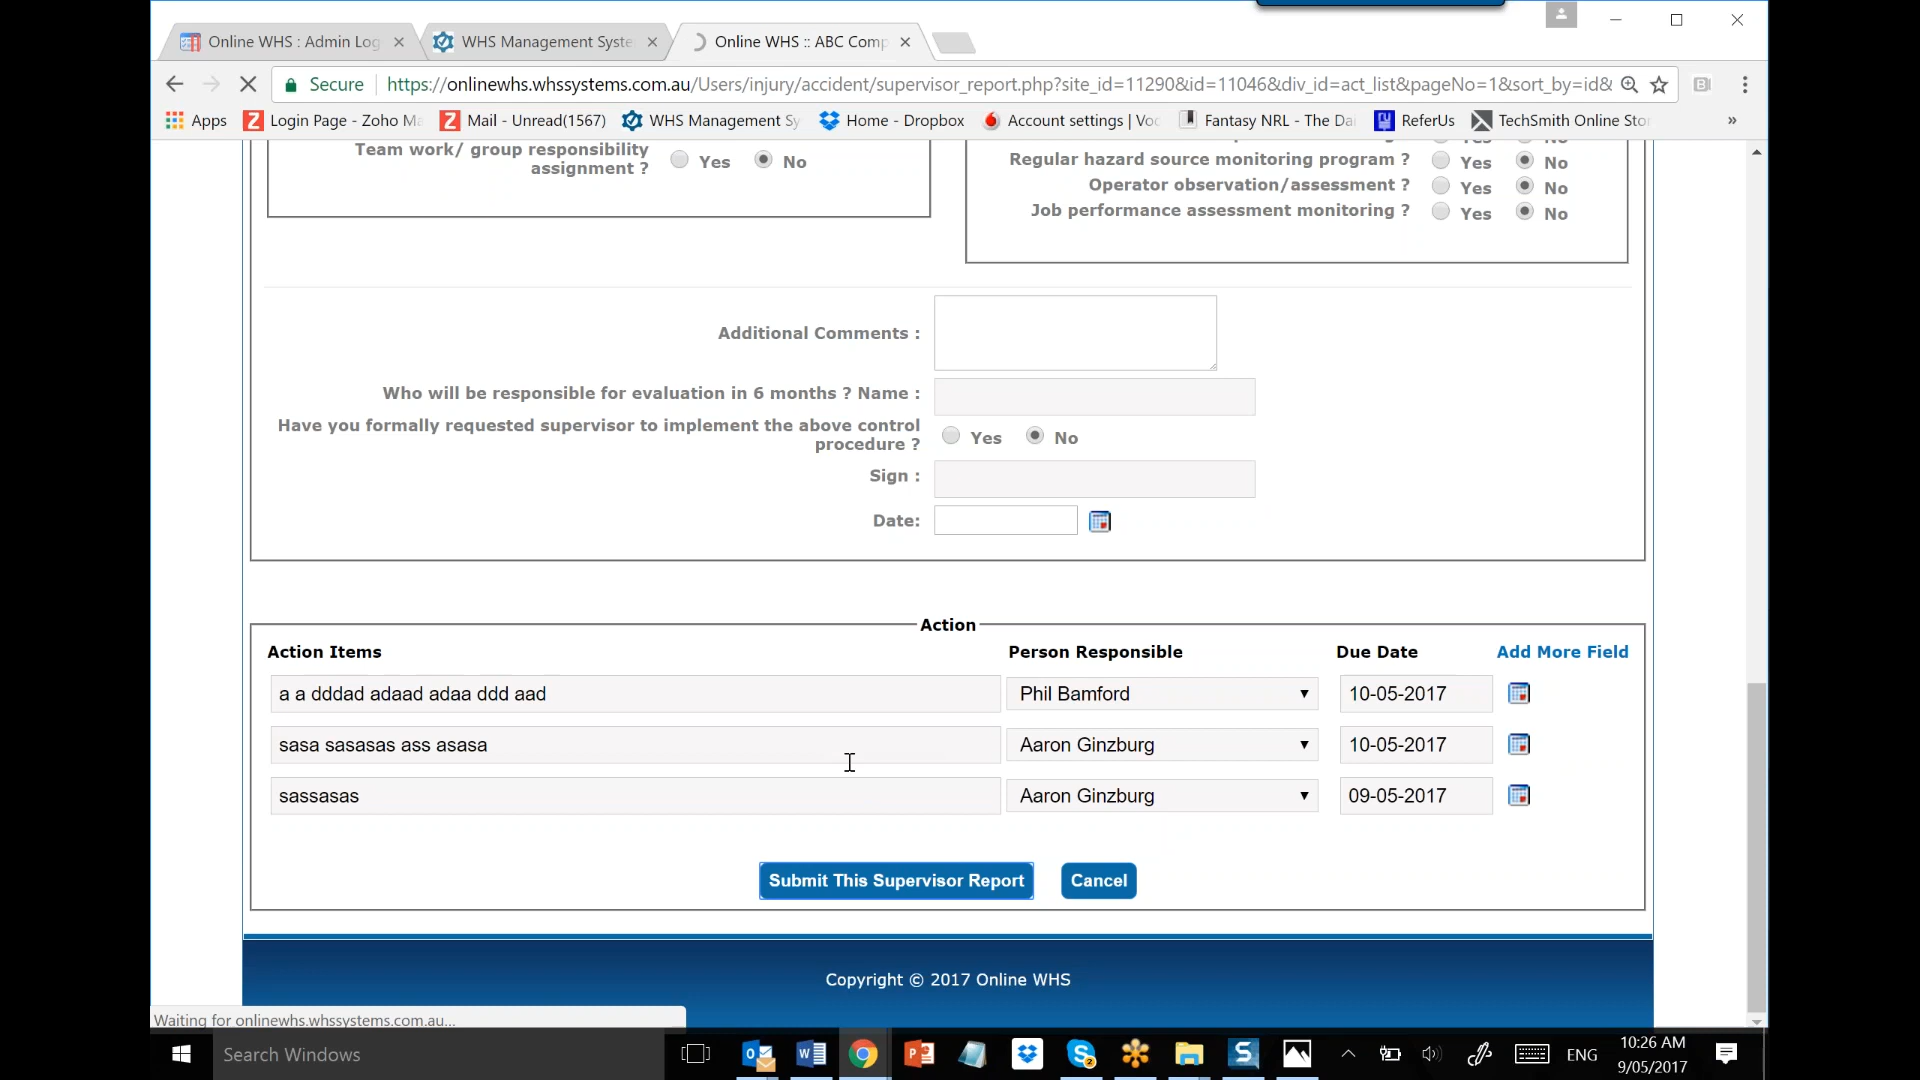 Online WHS : Admin Log
WHS Management Syste
Online WHS :: ABC Comp
Secure
https://onlinewhs.whssystems.com.au/Users/injury/accident/supervisor_report.php?site_id=11290&id=11046&div_id=act_list&pageNo=1&sort_by=id&
Apps
Login Page - Zoho Ma
Mail - Unread(1567)
WHS Management Sy
Home - Dropbox
Account settings | Voc
Fantasy NRL - The Dai
ReferUs
TechSmith Online Stor
»
Team work/ group responsibility
assignment ?
Yes
No
Yes
No
Regular hazard source monitoring program ?
Yes
No
Operator observation/assessment ?
Yes
No
Job performance assessment monitoring ?
Yes
No
Additional Comments :
Who will be responsible for evaluation in 6 months ? Name :
Have you formally requested supervisor to implement the above control
procedure ?
Yes
No
Sign :
Date:
Action
Action Items
Person Responsible
Due Date
Add More Field
a a dddad adaad adaa ddd aad
Phil Bamford
10-05-2017
sasa sasasas ass asasa
Aaron Ginzburg
10-05-2017
sassasas
Aaron Ginzburg
09-05-2017
Submit This Supervisor Report
Cancel
Copyright © 2017 Online WHS
Waiting for onlinewhs.whssystems.com.au...
Search Windows
ENG
10:26 AM
9/05/2017